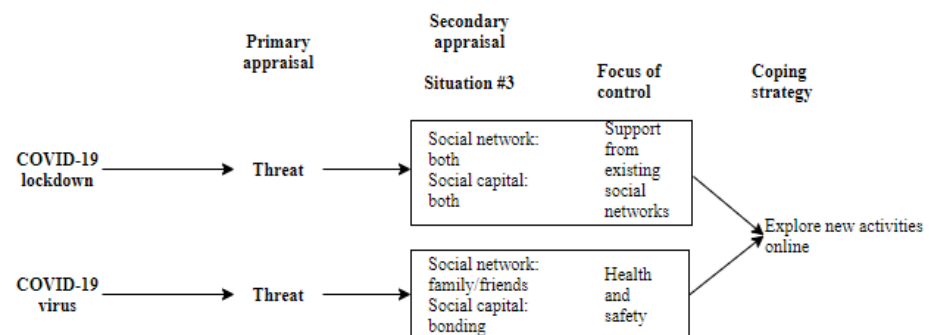 Primary
appraisal
Secondary
appraisal
Situation #3
Focus of
control
Coping
strategy
COVID-19
lockdown
Threat
Social network:
both
Social capital:
both
Support
from
existing
social
networks
Explore new activities
online
COVID-19
virus
Threat
Social network:
family/friends
Social capital:
bonding
Health
and
safety